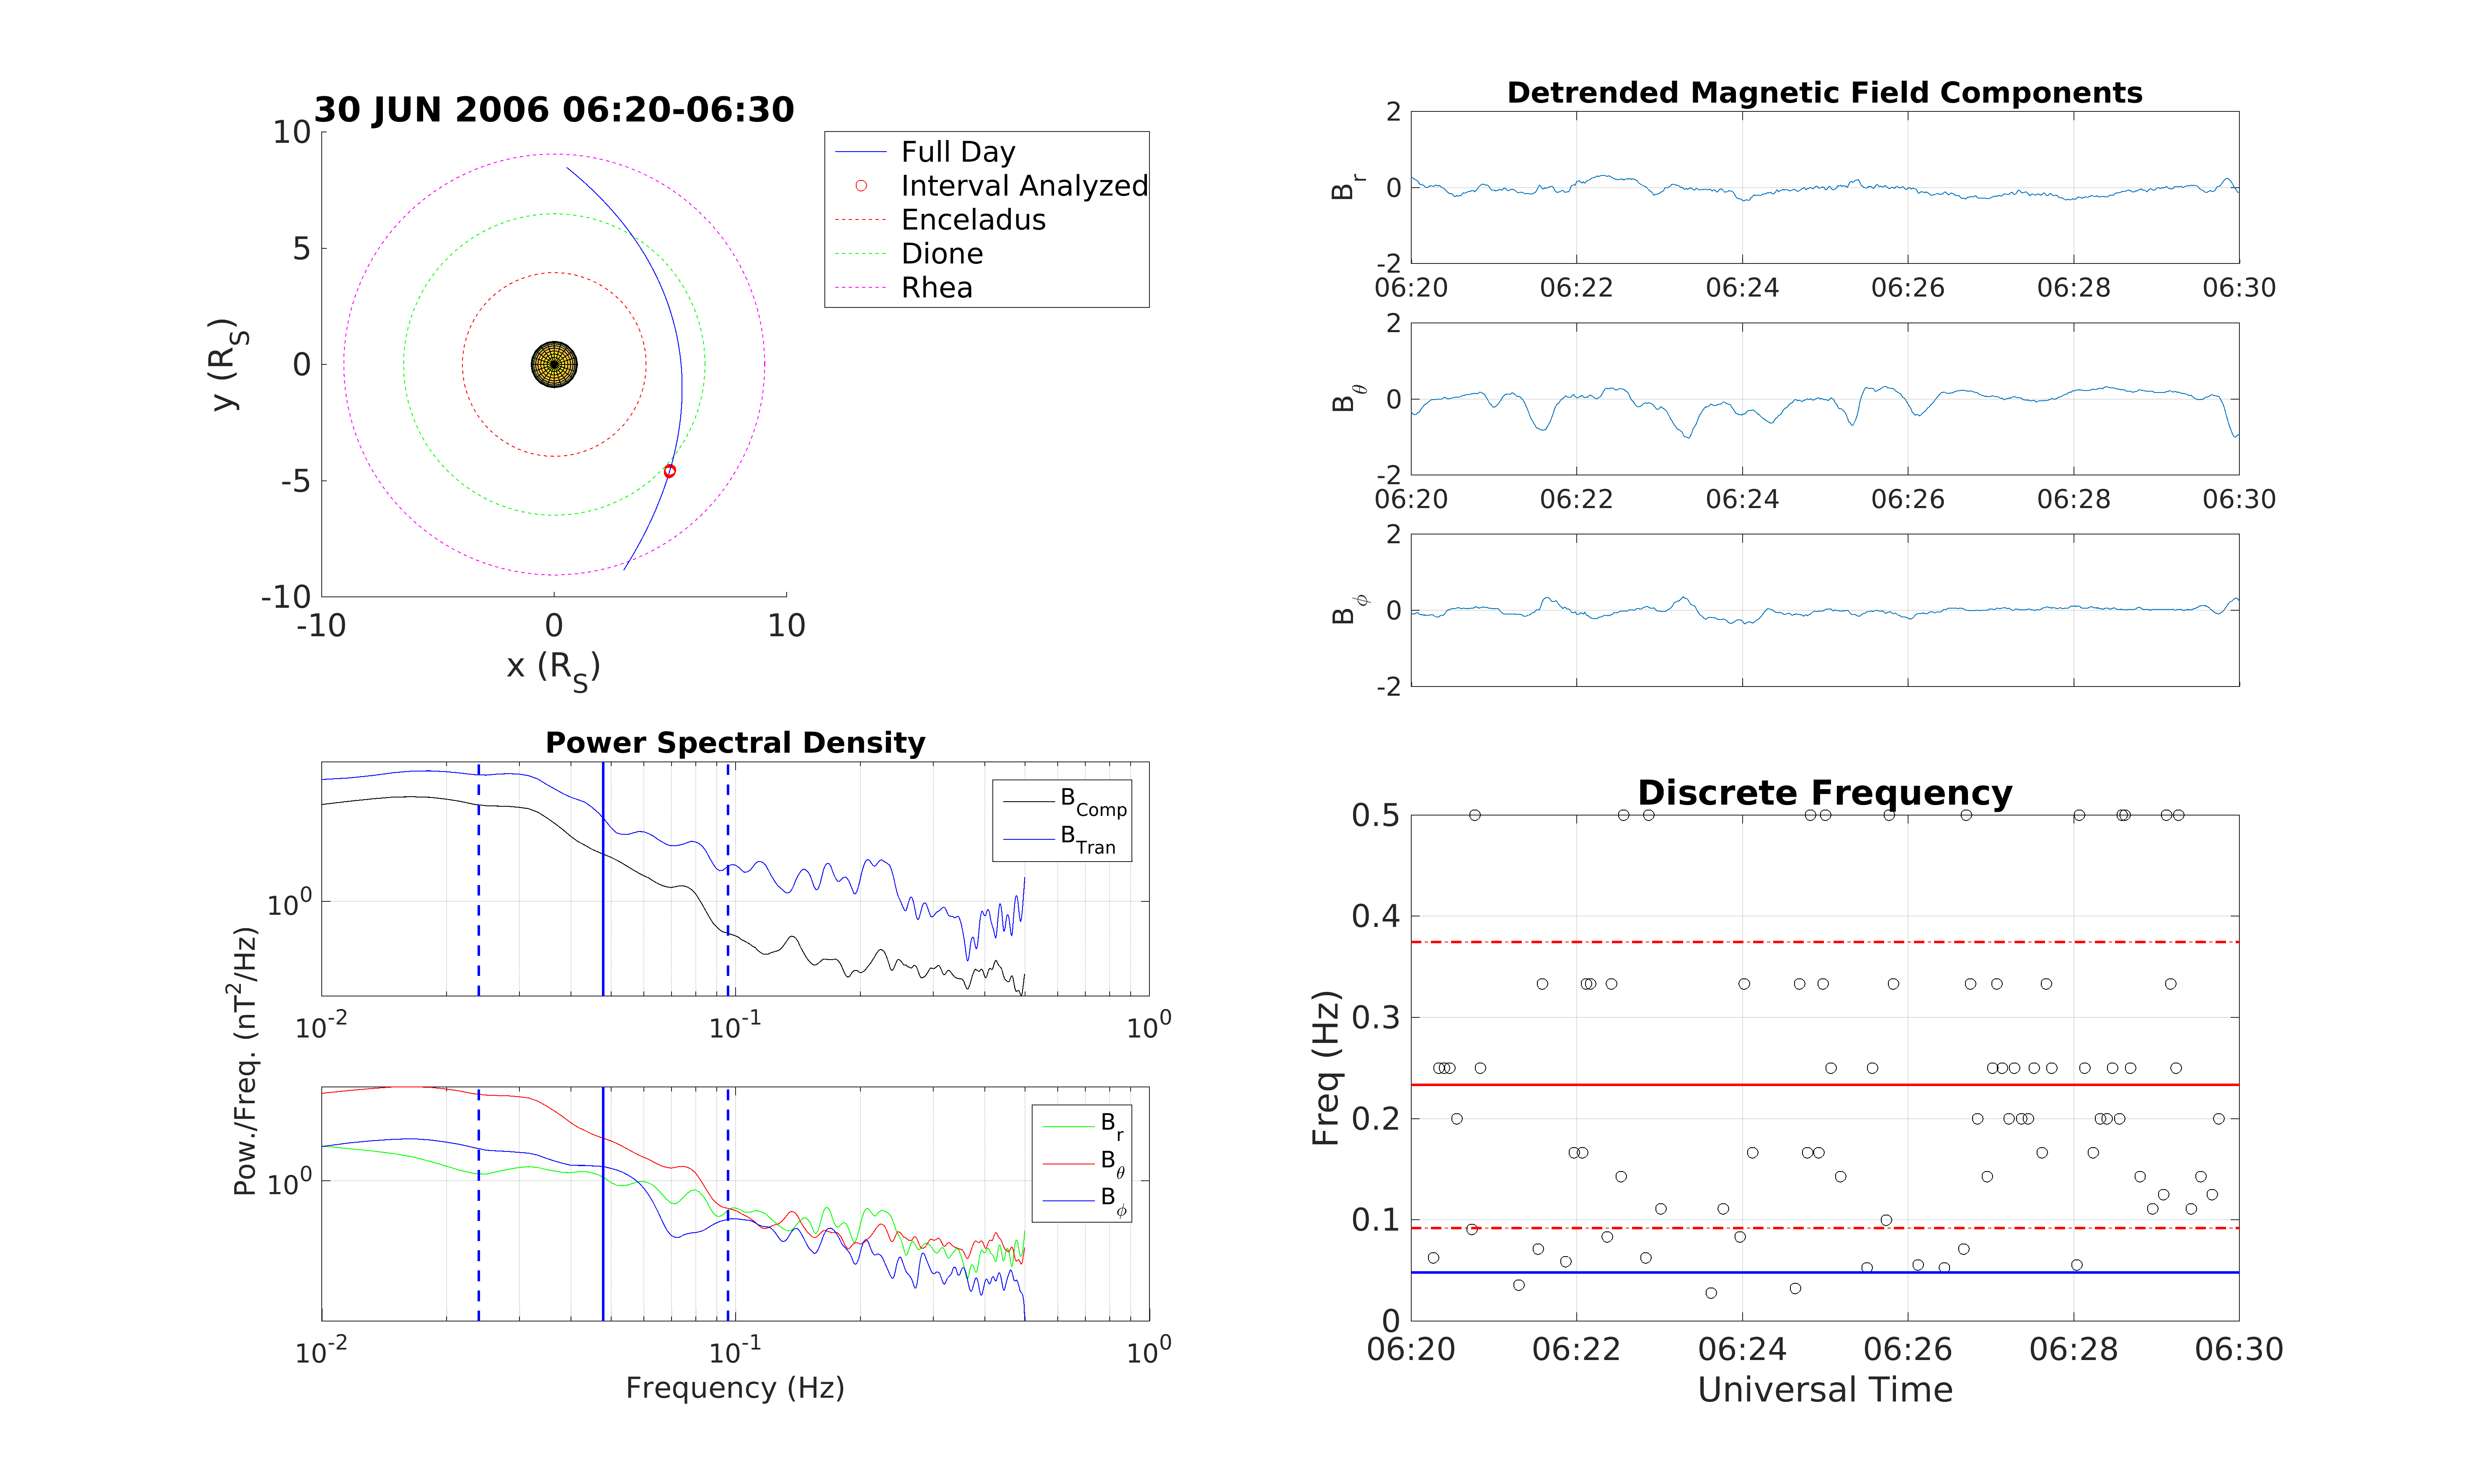 30 JUN 2006 06:20-06:30
10
5
0
-5
-10
-10 0 10
y (R_S)
x (R_S)
Full Day
Interval Analyzed
Enceladus
Dione
Rhea
Detrended Magnetic Field Components
2
0
-2
B_r
06:20 06:22 06:24 06:26 06:28 06:30
2
0
-2
B_θ
06:20 06:22 06:24 06:26 06:28 06:30
2
0
-2
B_ϕ
Power Spectral Density
B_Comp
B_Tran
10^0
10^-2 10^-1 10^0
Pow./Freq. (nT^2/Hz)
B_r
B_θ
B_ϕ
10^0
10^-2 10^-1 10^0
Frequency (Hz)
Discrete Frequency
0.5
0.4
0.3
0.2
0.1
0
Freq (Hz)
06:20 06:22 06:24 06:26 06:28 06:30
Universal Time